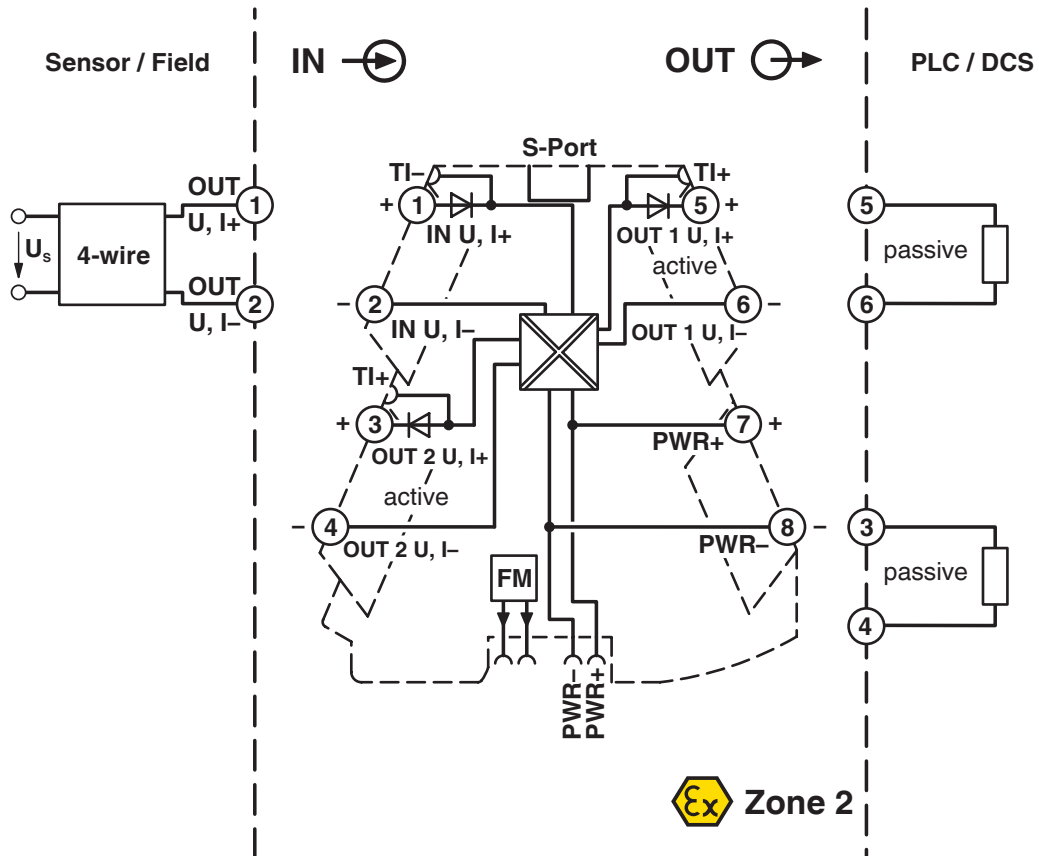 Sensor / Field
IN
OUT
PLC / DCS
S-Port
TI–
TI+
OUT
1
U, I+
+ 1
IN U, I+
5 +
OUT 1 U, I+
active
5
passive
6
Us
4-wire
OUT
2
U, I–
– 2
IN U, I–
6 –
OUT 1 U, I–
TI+
+ 3
OUT 2 U, I+
active
7 +
PWR+
– 4
OUT 2 U, I–
8 –
PWR–
3
passive
4
FM
PWR–
PWR+
Ex Zone 2